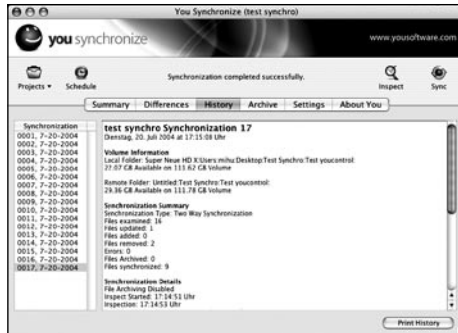 You Synchronize (test synchro)
you synchronize
www.yousoftware.com
Projects
Schedule
Synchronization completed successfully.
Inspect
Sync
Summary
Differences
History
Archive
Settings
About You
Synchronization
0001, 7-20-2004
0002, 7-20-2004
0003, 7-20-2004
0004, 7-20-2004
0005, 7-20-2004
0006, 7-20-2004
0007, 7-20-2004
0008, 7-20-2004
0009, 7-20-2004
0010, 7-20-2004
0011, 7-20-2004
0012, 7-20-2004
0013, 7-20-2004
0014, 7-20-2004
0015, 7-20-2004
0016, 7-20-2004
0017, 7-20-2004
test synchro Synchronization 17
Dienstag, 20. Juli 2004 at 17:15:08 Uhr
Volume Information
Local Folder: Super Neue HD X:Users:mihu:Desktop:Test Synchro:Test youcontrol:
27.07 GB Available on 111.62 GB Volume
Remote Folder: Untitled:Test Synchro:Test youcontrol:
29.36 GB Available on 111.78 GB Volume
Synchronization Summary
Synchronization Type: Two Way Synchronization
Files examined: 16
Files updated: 1
Files added: 0
Files removed: 2
Errors: 0
Files Archived: 0
Files synchronized: 9
Synchronization Details
File Archiving Disabled
Inspect Started: 17:14:51 Uhr
Inspection: 17:14:53 Uhr
Print History